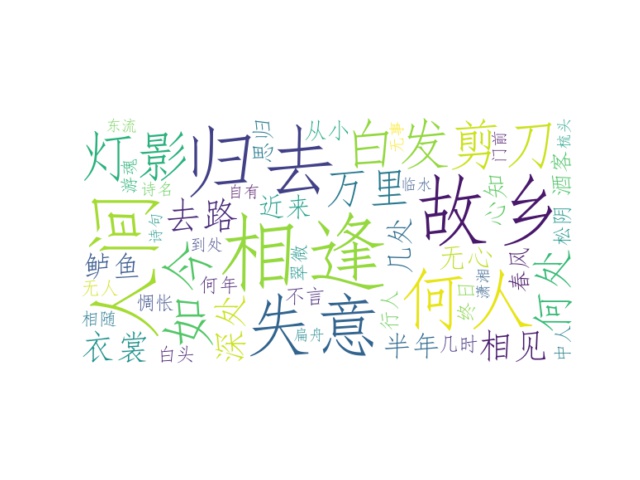 东流
灯影
归去
思归
从小
白发
无事
剪刀
梳头
游魂
诗名
自有
万里
临水
门前
心知
酒客
松阴
人间
诗句
去路
近来
故乡
到处
相逢
翠微
几处
鲈鱼
如今
何年
无心
潇湘
春风
何处
无人
惆怅
不言
行人
何人
终日
相随
深处
失意
扁舟
衣裳
白头
半年
几时
相见
中人